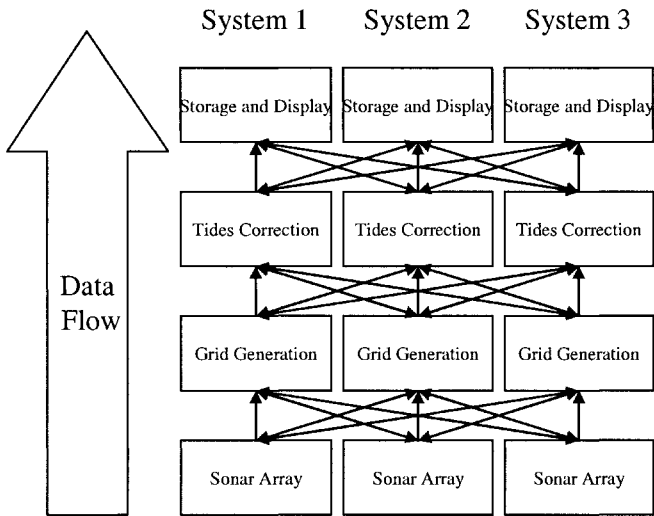 System 1 System 2 System 3
Storage and Display Storage and Display Storage and Display
Tides Correction Tides Correction Tides Correction
Data
Flow
Grid Generation Grid Generation Grid Generation
Sonar Array Sonar Array Sonar Array